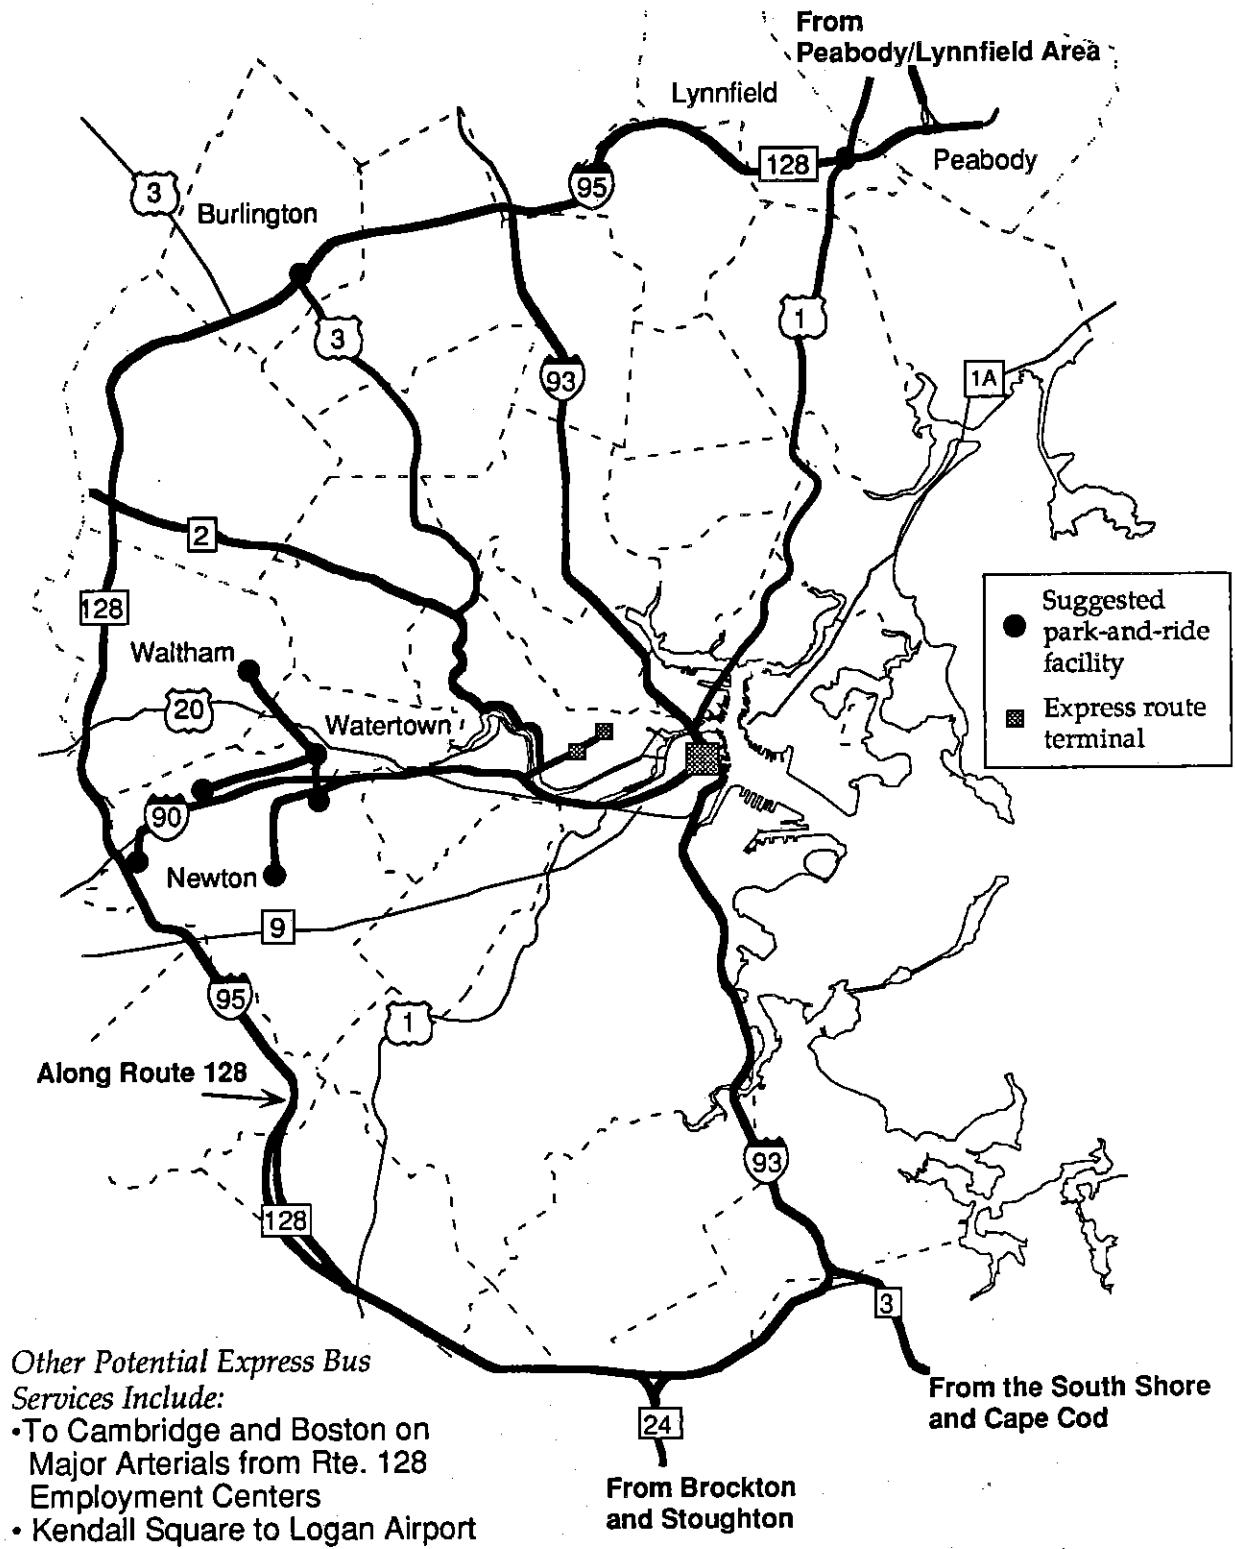 From
Peabody/Lynnfield Area
Lynnfield
128
Peabody
3
95
Burlington
1
3
93
1A
2
128
Suggested
park-and-ride
facility
Express route
terminal
Waltham
20
Watertown
90
Newton
9
95
1
Along Route 128
93
128
3
Other Potential Express Bus
Services Include:
•To Cambridge and Boston on
Major Arterials from Rte. 128
Employment Centers
• Kendall Square to Logan Airport
24
From the South Shore
and Cape Cod
From Brockton
and Stoughton